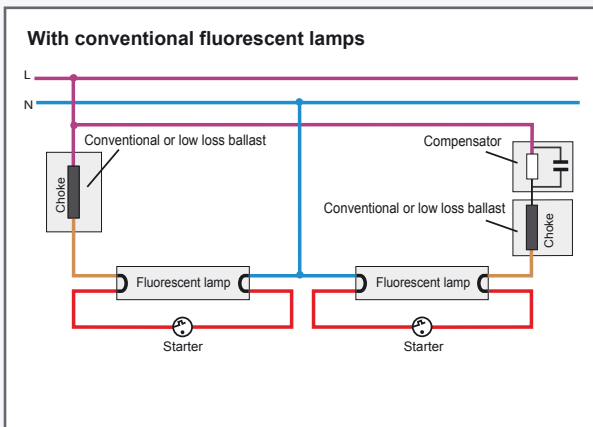 With conventional fluorescent lamps
L
N
Conventional or low loss ballast
Compensator
Choke
Conventional or low loss ballast
Choke
Fluorescent lamp
Fluorescent lamp
Starter
Starter